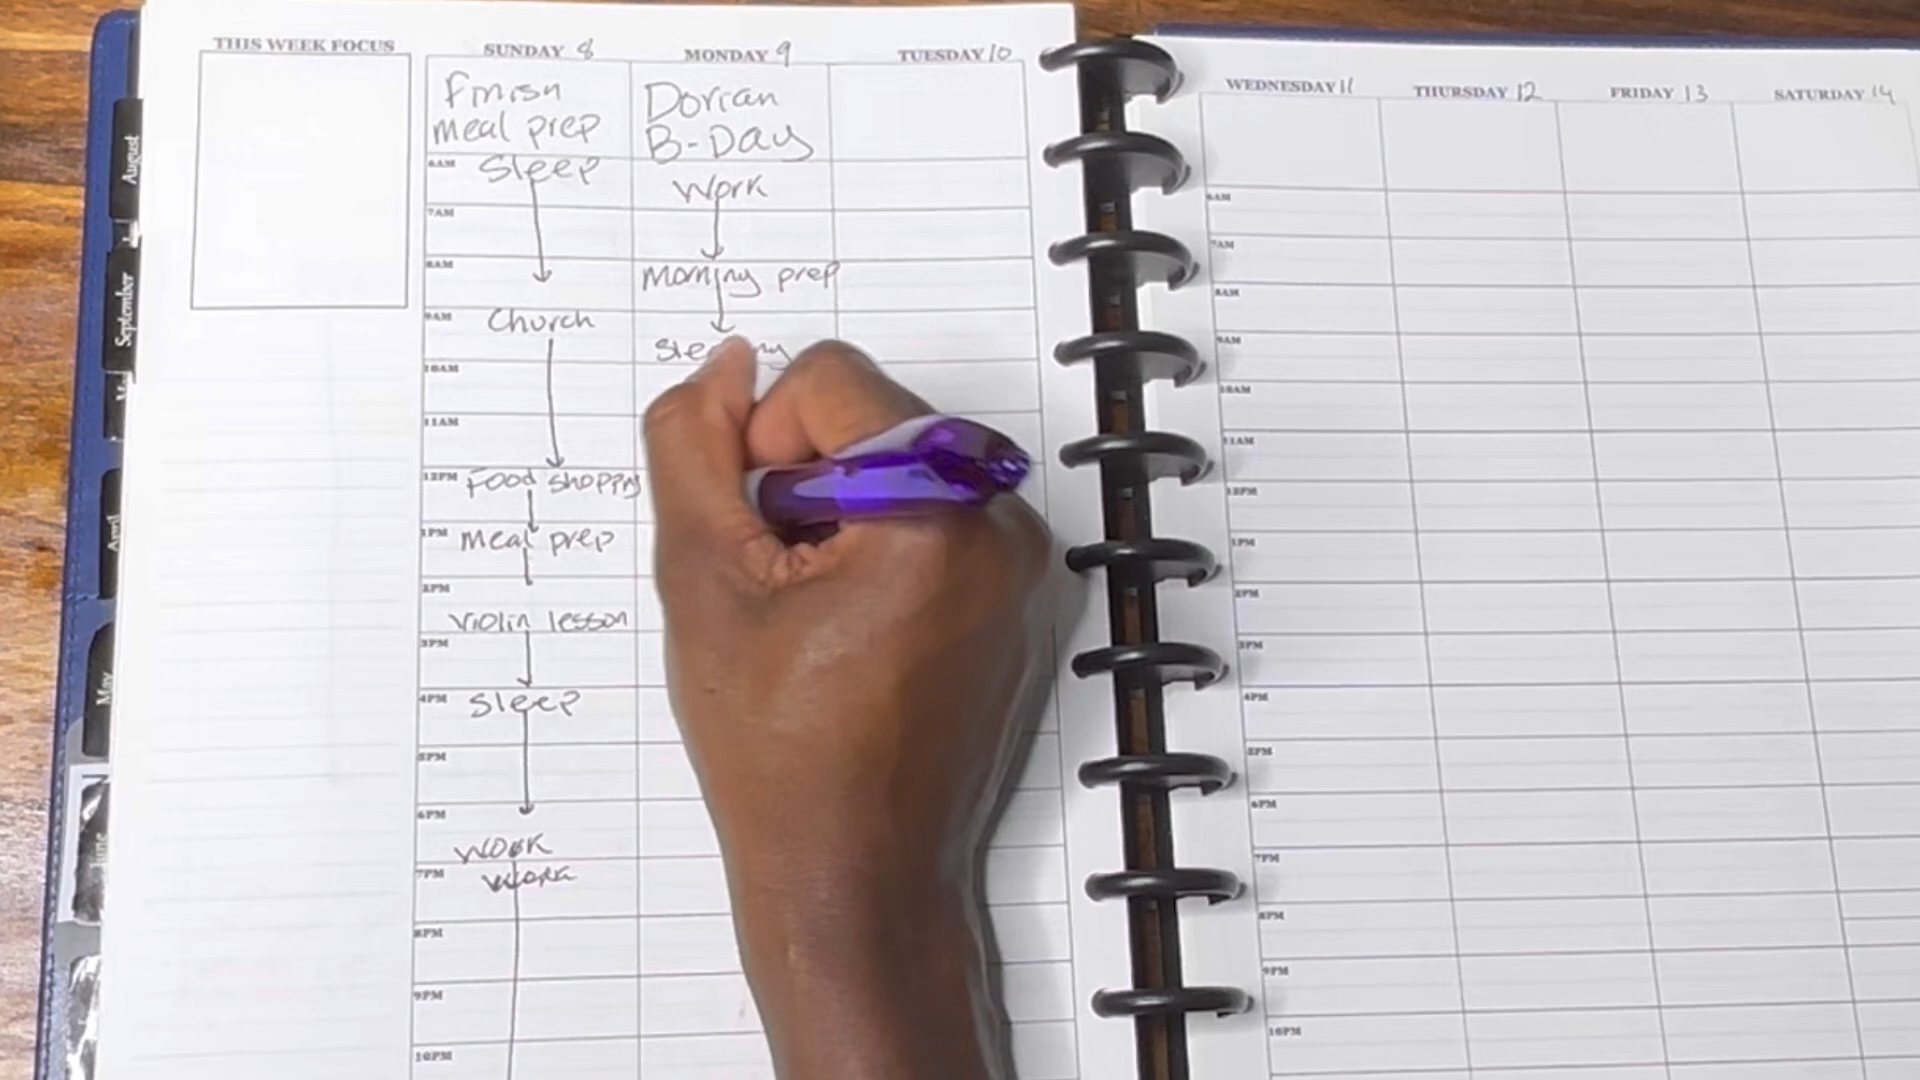 THIS WEEK FOCUS
SUNDAY 8
MONDAY 9
TUESDAY 10
WEDNESDAY 11
THURSDAY 12
FRIDAY 13
SATURDAY 14
Finish
meal prep
6AM Sleep
7AM
8AM
9AM Church
10AM
11AM
12PM Food shopping
1PM meal prep
2PM
violin lesson
3PM
4PM Sleep
5PM
6PM
WORK
7PM WORK
8PM
9PM
10PM
Dorian
B-Day
Work
Morning prep
6AM
7AM
8AM
9AM
10AM
11AM
12PM
1PM
2PM
3PM
4PM
5PM
6PM
7PM
8PM
9PM
10PM
August
September
April
May
June